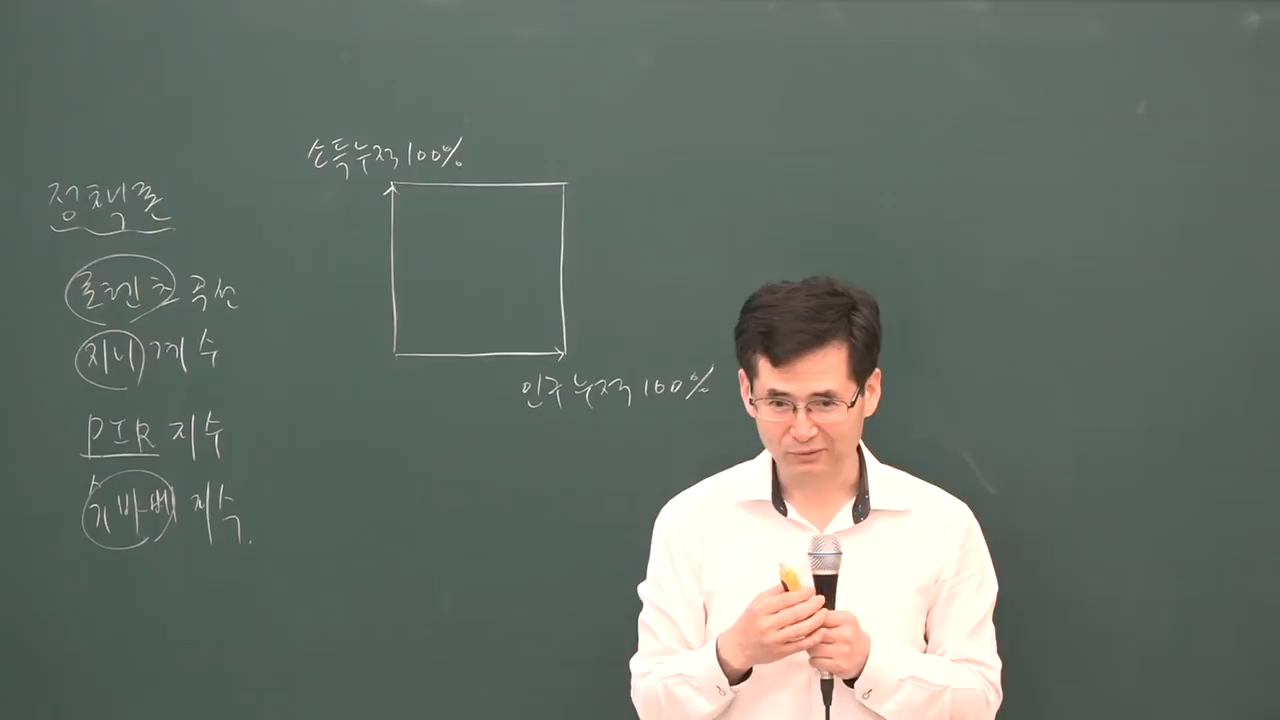 정책론
로렌츠 곡선
지니 계수
PIR 지수
슈바베 지수.
소득누적 100%
인구 누적 100%